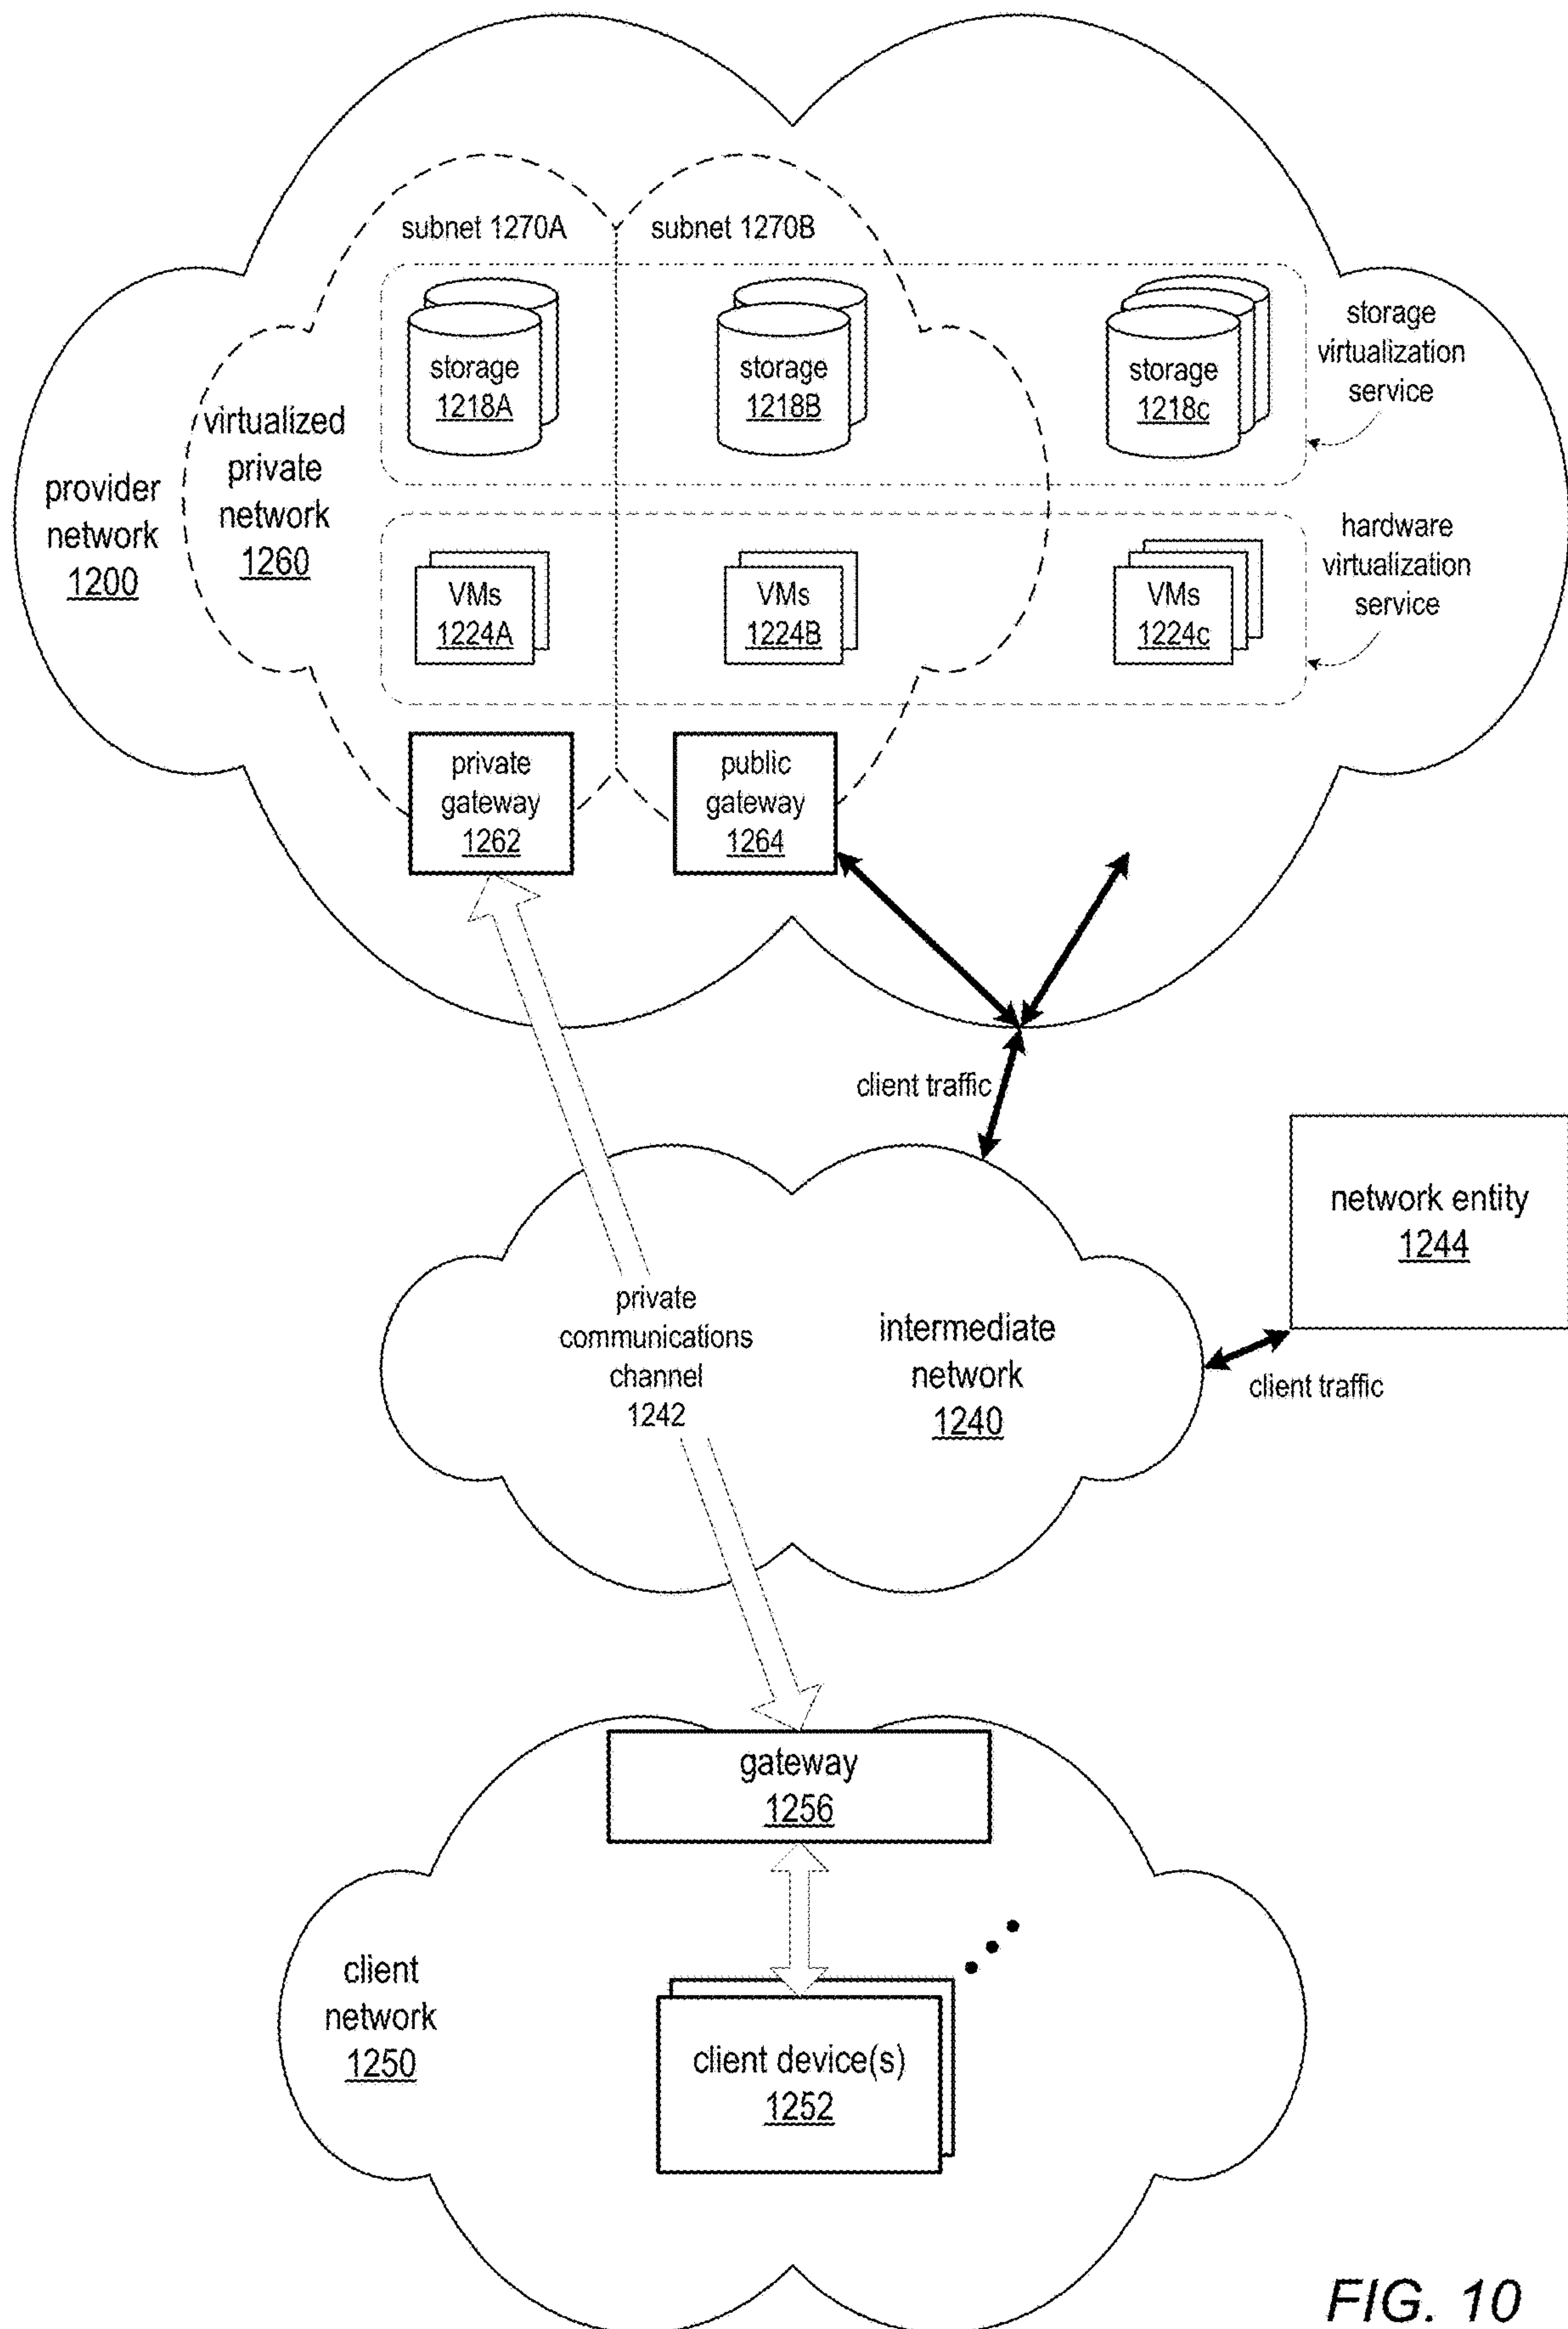 subnet 1270A
subnet 1270B
storage
1218A
storage
1218B
storage
1218c
storage
virtualization
service
provider
network
1200
virtualized
private
network
1260
VMs
1224A
VMs
1224B
VMs
1224c
hardware
virtualization
service
private
gateway
1262
public
gateway
1264
client traffic
network entity
1244
private
communications
channel
1242
intermediate
network
1240
client traffic
gateway
1256
client
network
1250
client device(s)
1252
FIG. 10